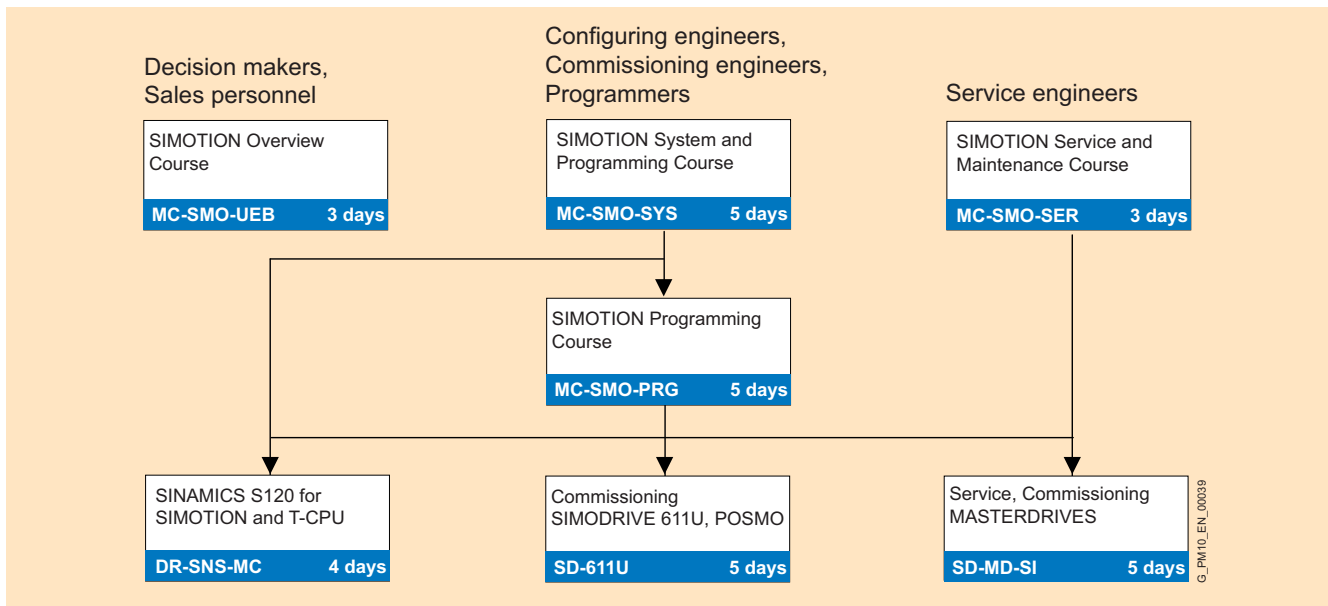 Decision makers,
Sales personnel
Configuring engineers,
Commissioning engineers,
Programmers
Service engineers
SIMOTION Overview
Course
MC-SMO-UEB 3 days
SIMOTION System and
Programming Course
MC-SMO-SYS 5 days
SIMOTION Service and
Maintenance Course
MC-SMO-SER 3 days
SIMOTION Programming
Course
MC-SMO-PRG 5 days
SINAMICS S120 for
SIMOTION and T-CPU
DR-SNS-MC 4 days
Commissioning
SIMODRIVE 611U, POSMO
SD-611U 5 days
Service, Commissioning
MASTERDRIVES
SD-MD-SI 5 days
G_PM10_EN_00039